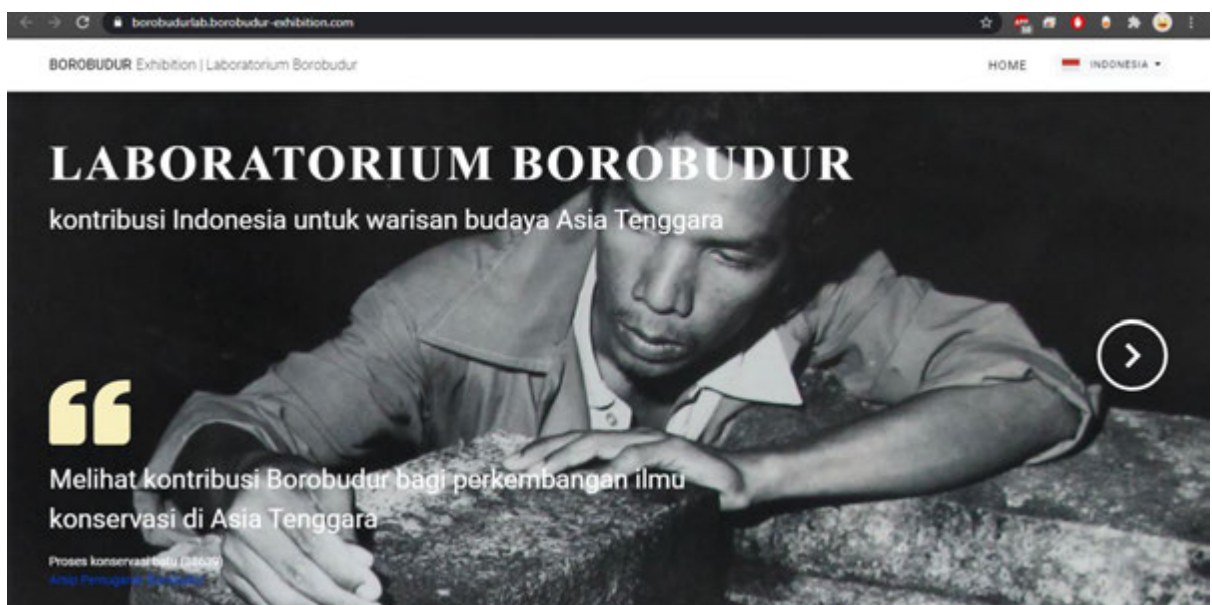 borobudurlab.borobudur-exhibition.com
BOROBUDUR Exhibition | Laboratorium Borobudur
HOME
INDONESIA
LABORATORIUM BOROBUDUR
kontribusi Indonesia untuk warisan budaya Asia Tenggara
“
Melihat kontribusi Borobudur bagi perkembangan ilmu
konservasi di Asia Tenggara
Proses konservasi batu
Arsip Pemugaran Borobudur